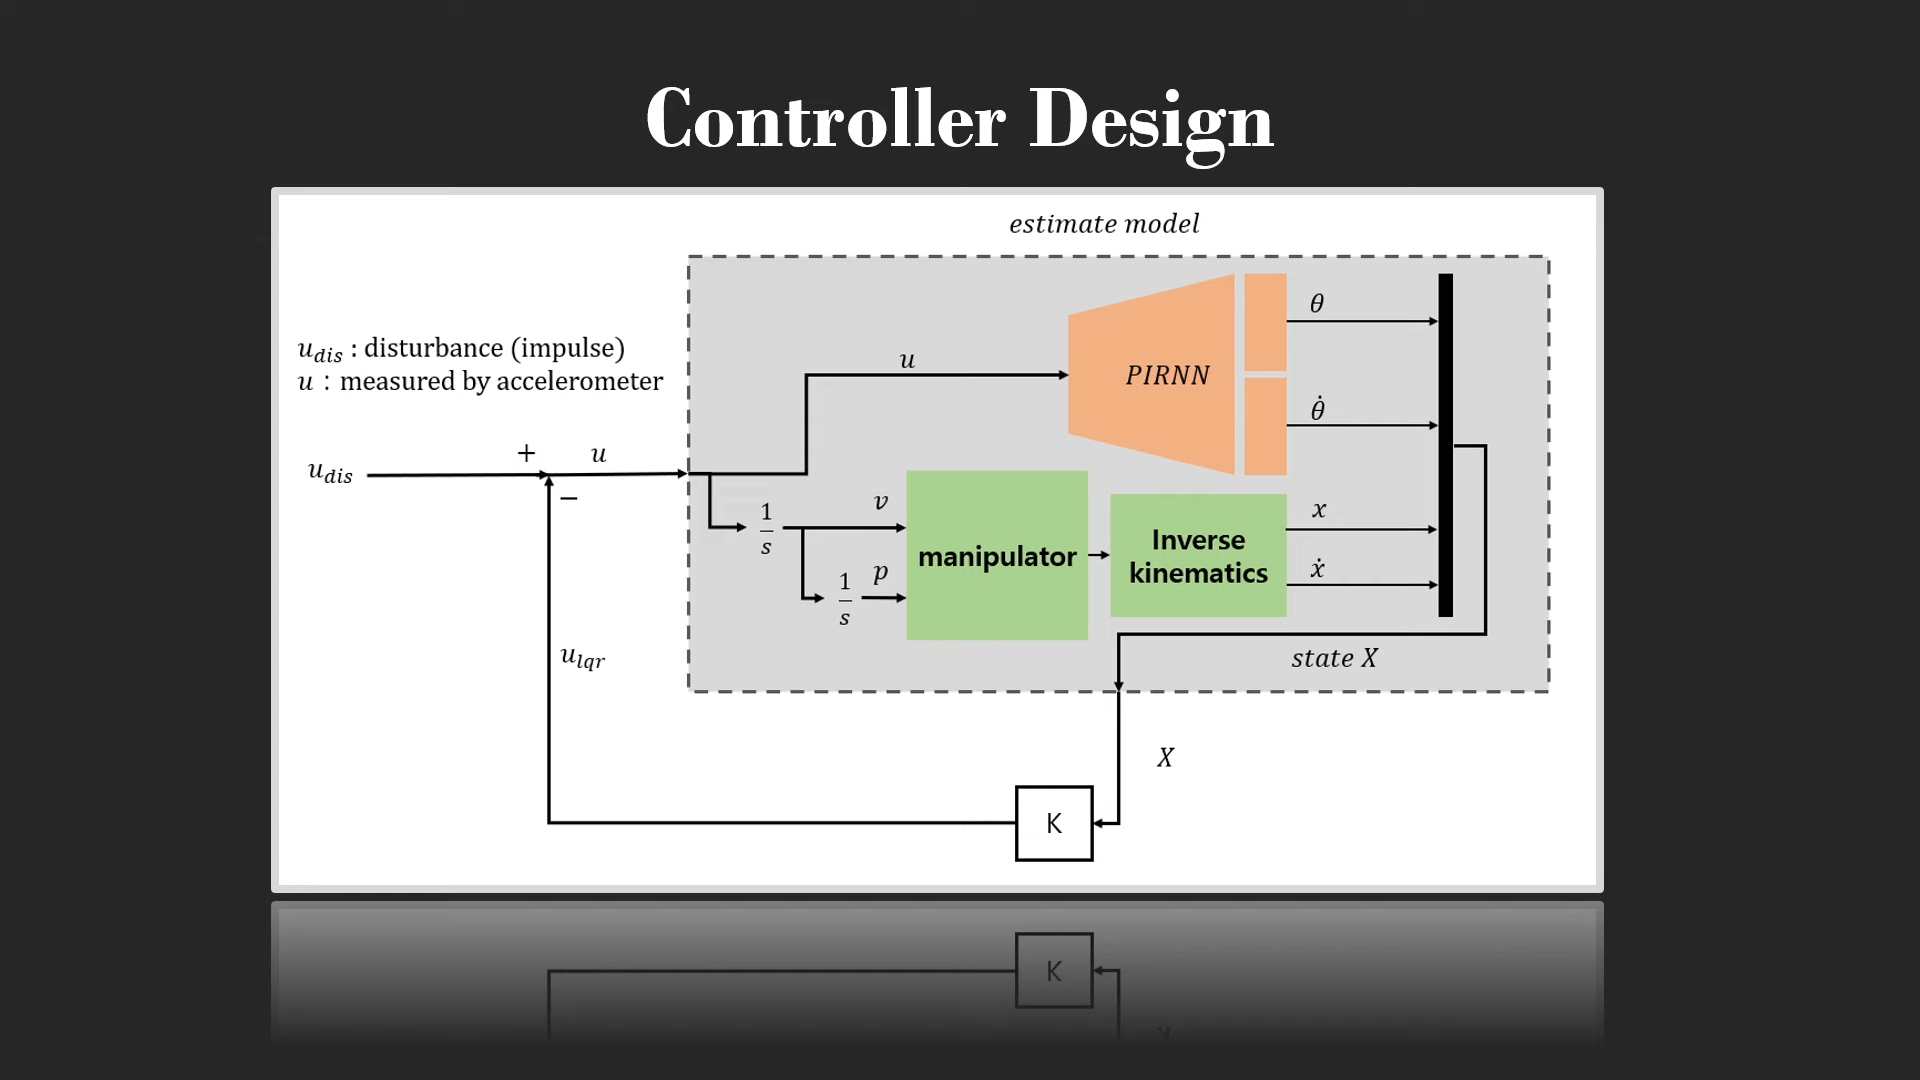 Controller Design
estimate model
u_dis : disturbance (impulse)
u : measured by accelerometer
θ
u
PIRNN
θ̇
+
u
u_dis
−
v
x
1/s
manipulator
Inverse
kinematics
p
ẋ
1/s
u_lqr
state X
X
K
K